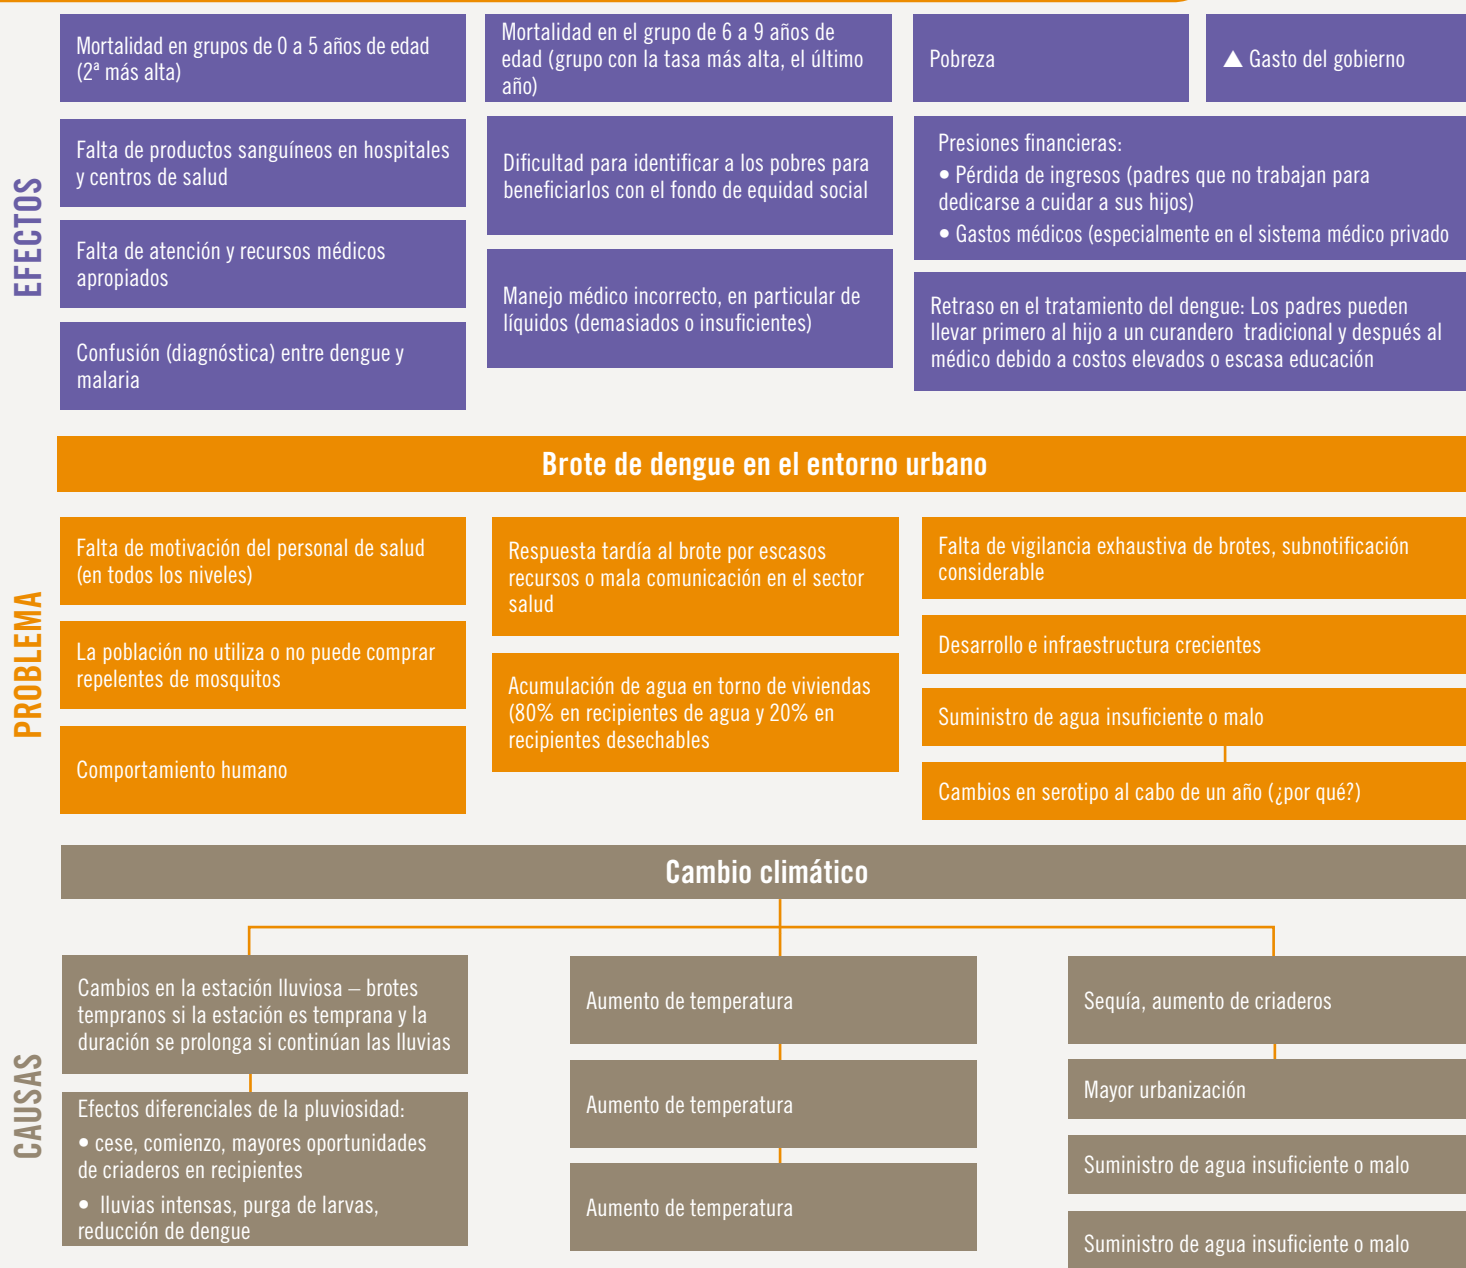 EFECTOS
Mortalidad en grupos de 0 a 5 años de edad
(2ª más alta)
Mortalidad en el grupo de 6 a 9 años de
edad (grupo con la tasa más alta, el último
año)
Pobreza
▲ Gasto del gobierno
Falta de productos sanguíneos en hospitales
y centros de salud
Dificultad para identificar a los pobres para
beneficiarlos con el fondo de equidad social
Presiones financieras:
• Pérdida de ingresos (padres que no trabajan para
dedicarse a cuidar a sus hijos)
• Gastos médicos (especialmente en el sistema médico privado
Falta de atención y recursos médicos
apropiados
Manejo médico incorrecto, en particular de
líquidos (demasiados o insuficientes)
Retraso en el tratamiento del dengue: Los padres pueden
llevar primero al hijo a un curandero tradicional y después al
médico debido a costos elevados o escasa educación
Confusión (diagnóstica) entre dengue y
malaria
Brote de dengue en el entorno urbano
PROBLEMA
Falta de motivación del personal de salud
(en todos los niveles)
Respuesta tardía al brote por escasos
recursos o mala comunicación en el sector
salud
Falta de vigilancia exhaustiva de brotes, subnotificación
considerable
La población no utiliza o no puede comprar
repelentes de mosquitos
Acumulación de agua en torno de viviendas
(80% en recipientes de agua y 20% en
recipientes desechables
Desarrollo e infraestructura crecientes
Suministro de agua insuficiente o malo
Comportamiento humano
Cambios en serotipo al cabo de un año (¿por qué?)
Cambio climático
CAUSAS
Cambios en la estación lluviosa – brotes
tempranos si la estación es temprana y la
duración se prolonga si continúan las lluvias
Efectos diferenciales de la pluviosidad:
• cese, comienzo, mayores oportunidades
de criaderos en recipientes
• lluvias intensas, purga de larvas,
reducción de dengue
Aumento de temperatura
Aumento de temperatura
Aumento de temperatura
Sequía, aumento de criaderos
Mayor urbanización
Suministro de agua insuficiente o malo
Suministro de agua insuficiente o malo